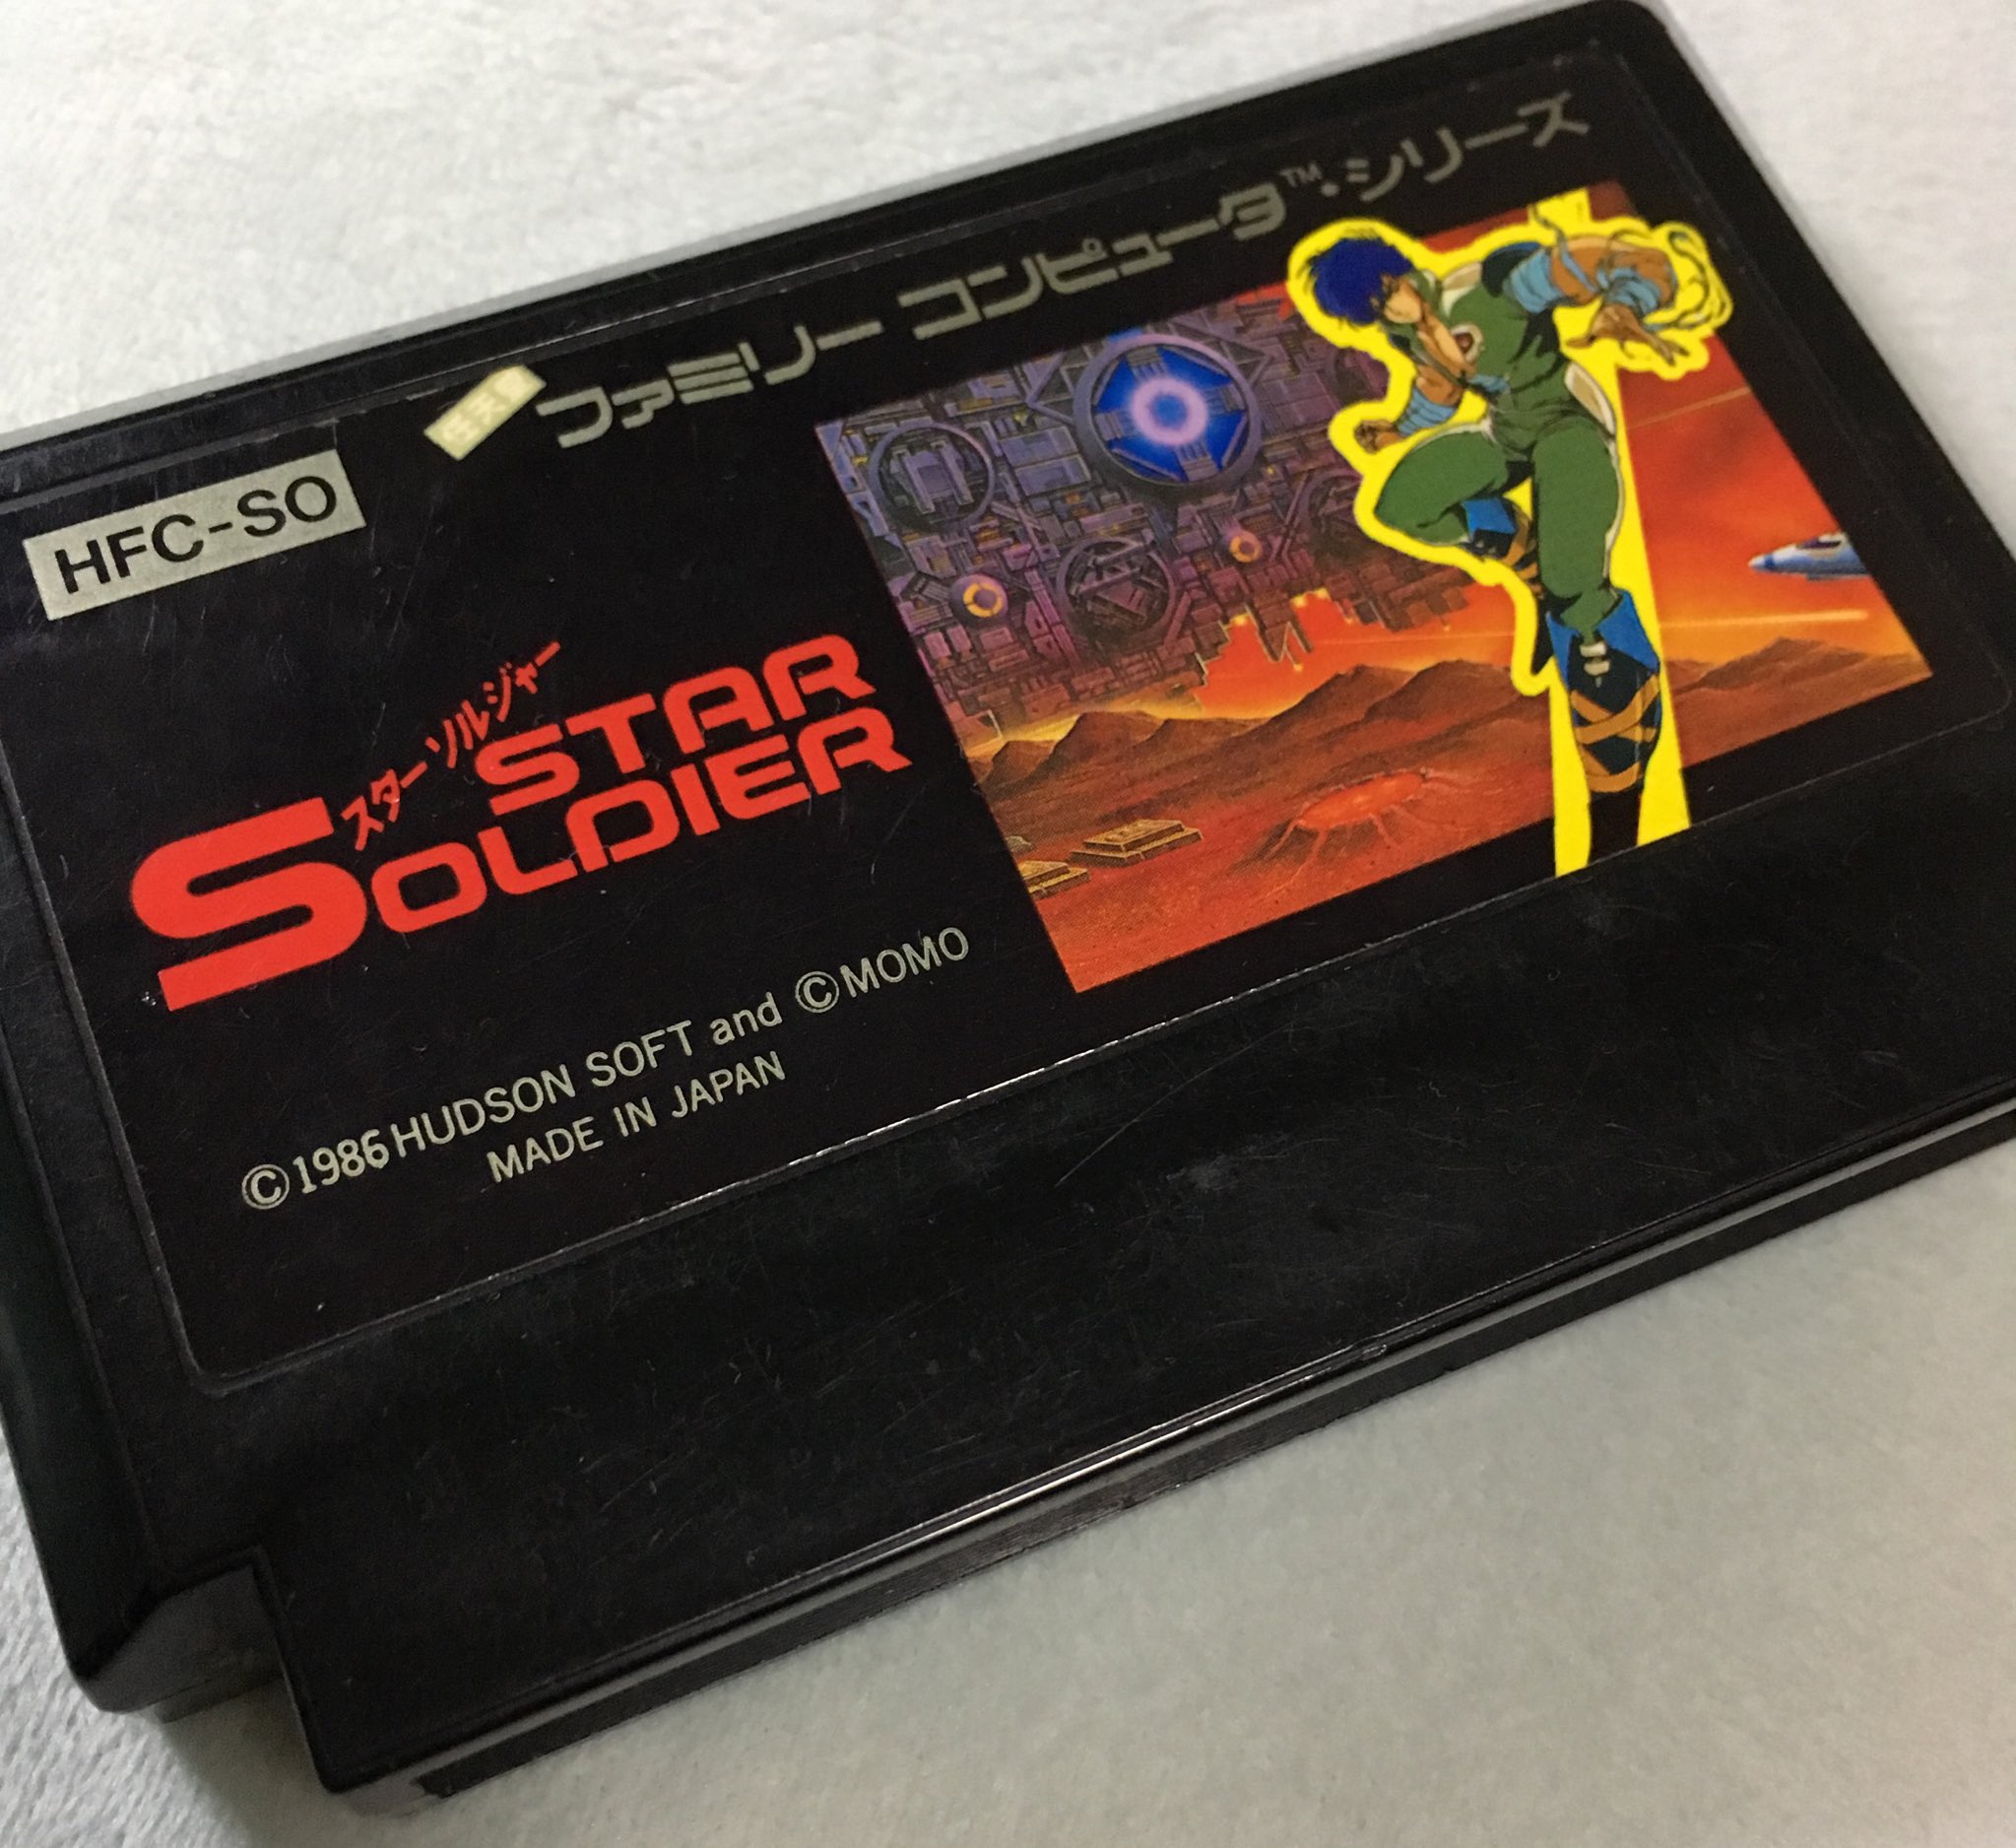 ファミリー コンピュータ™・シリーズ
HFC-SO
スターソルジャー
STAR
SOLDIER
©1986 HUDSON SOFT and ©MOMO
MADE IN JAPAN